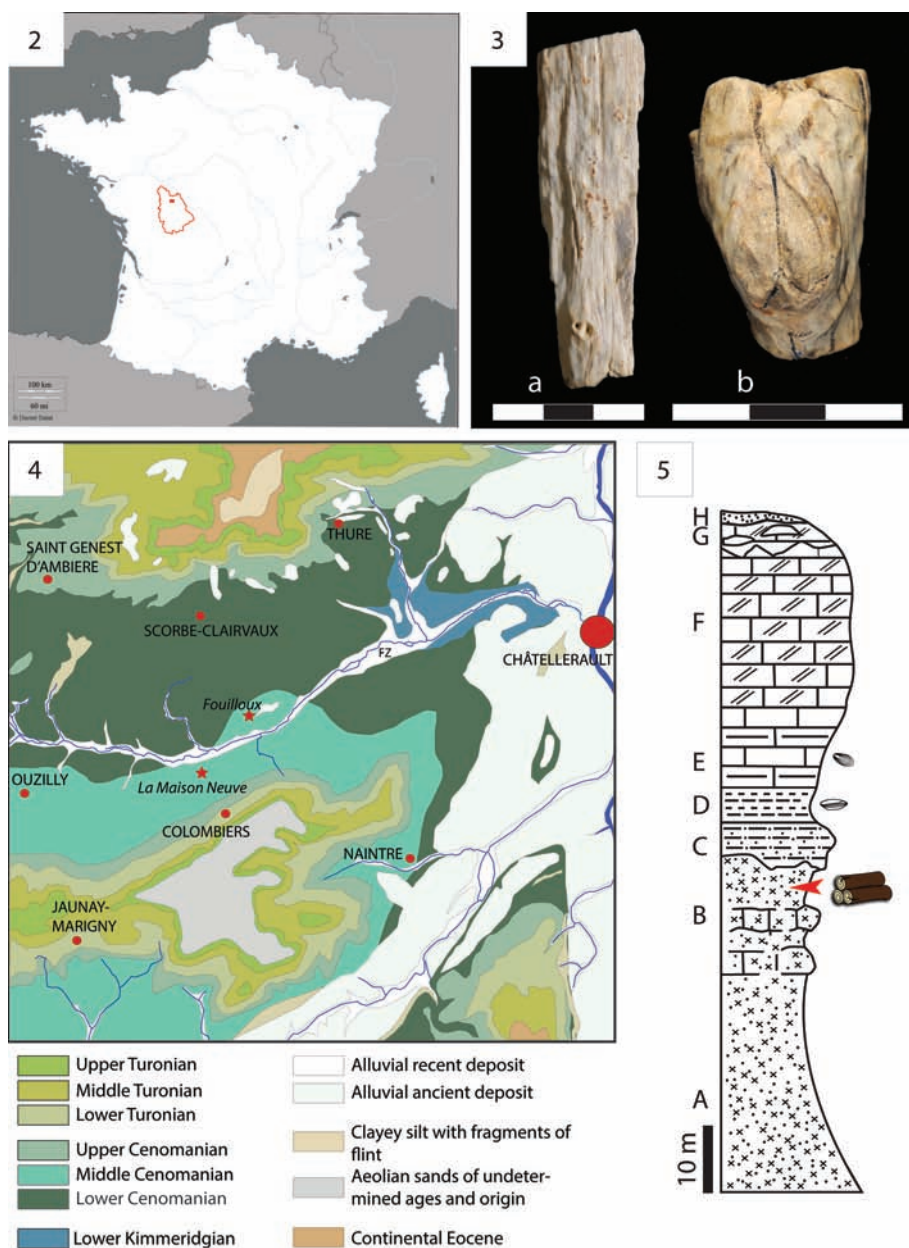 2
100 km
60 mi
3
a
b
4
THURE
SAINT GENEST
D'AMBIERE
SCORBE-CLAIRVAUX
FZ
CHÂTELLERAULT
Fouilloux
La Maison Neuve
OUZILLY
COLOMBIERS
NAINTRE
JAUNAY-
MARIGNY
Upper Turonian
Middle Turonian
Lower Turonian
Upper Cenomanian
Middle Cenomanian
Lower Cenomanian
Lower Kimmeridgian
Alluvial recent deposit
Alluvial ancient deposit
Clayey silt with fragments of
flint
Aeolian sands of undeter-
mined ages and origin
Continental Eocene
5
H
G
F
E
D
C
B
A
10 m